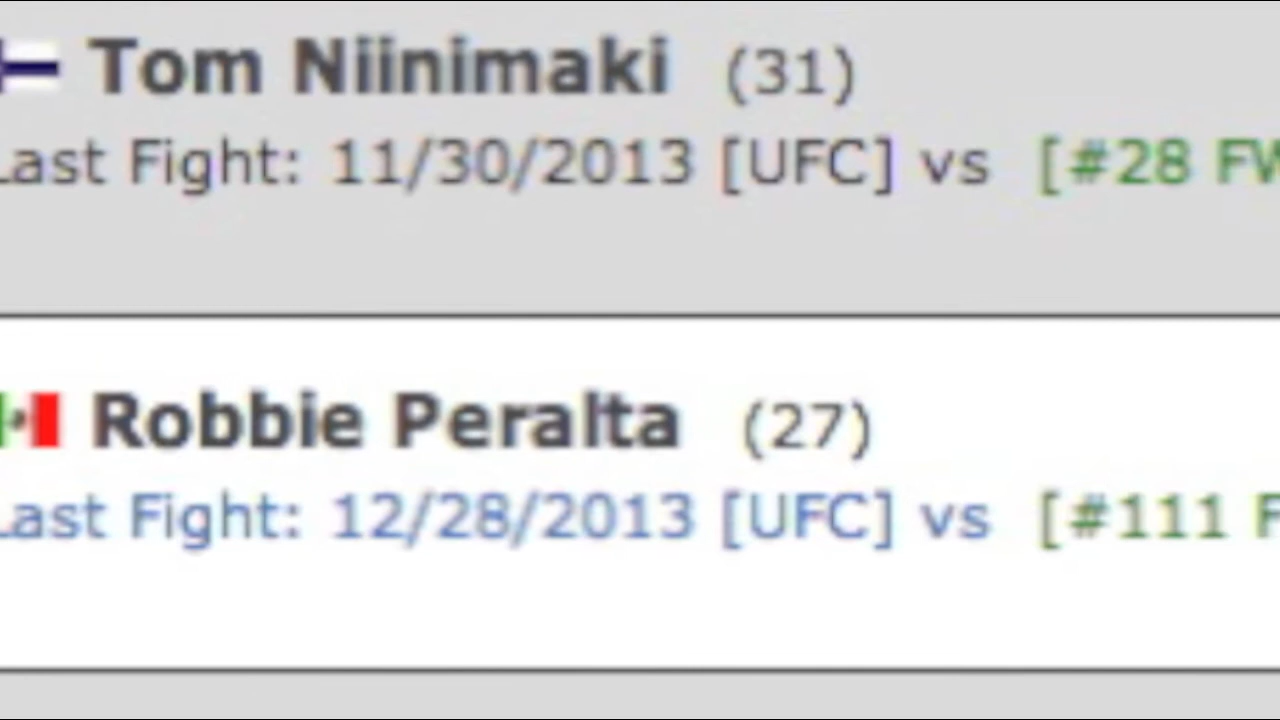 Tom Niinimaki (31)
Last Fight: 11/30/2013 [UFC] vs [#28 FW
Robbie Peralta (27)
Last Fight: 12/28/2013 [UFC] vs [#111 F